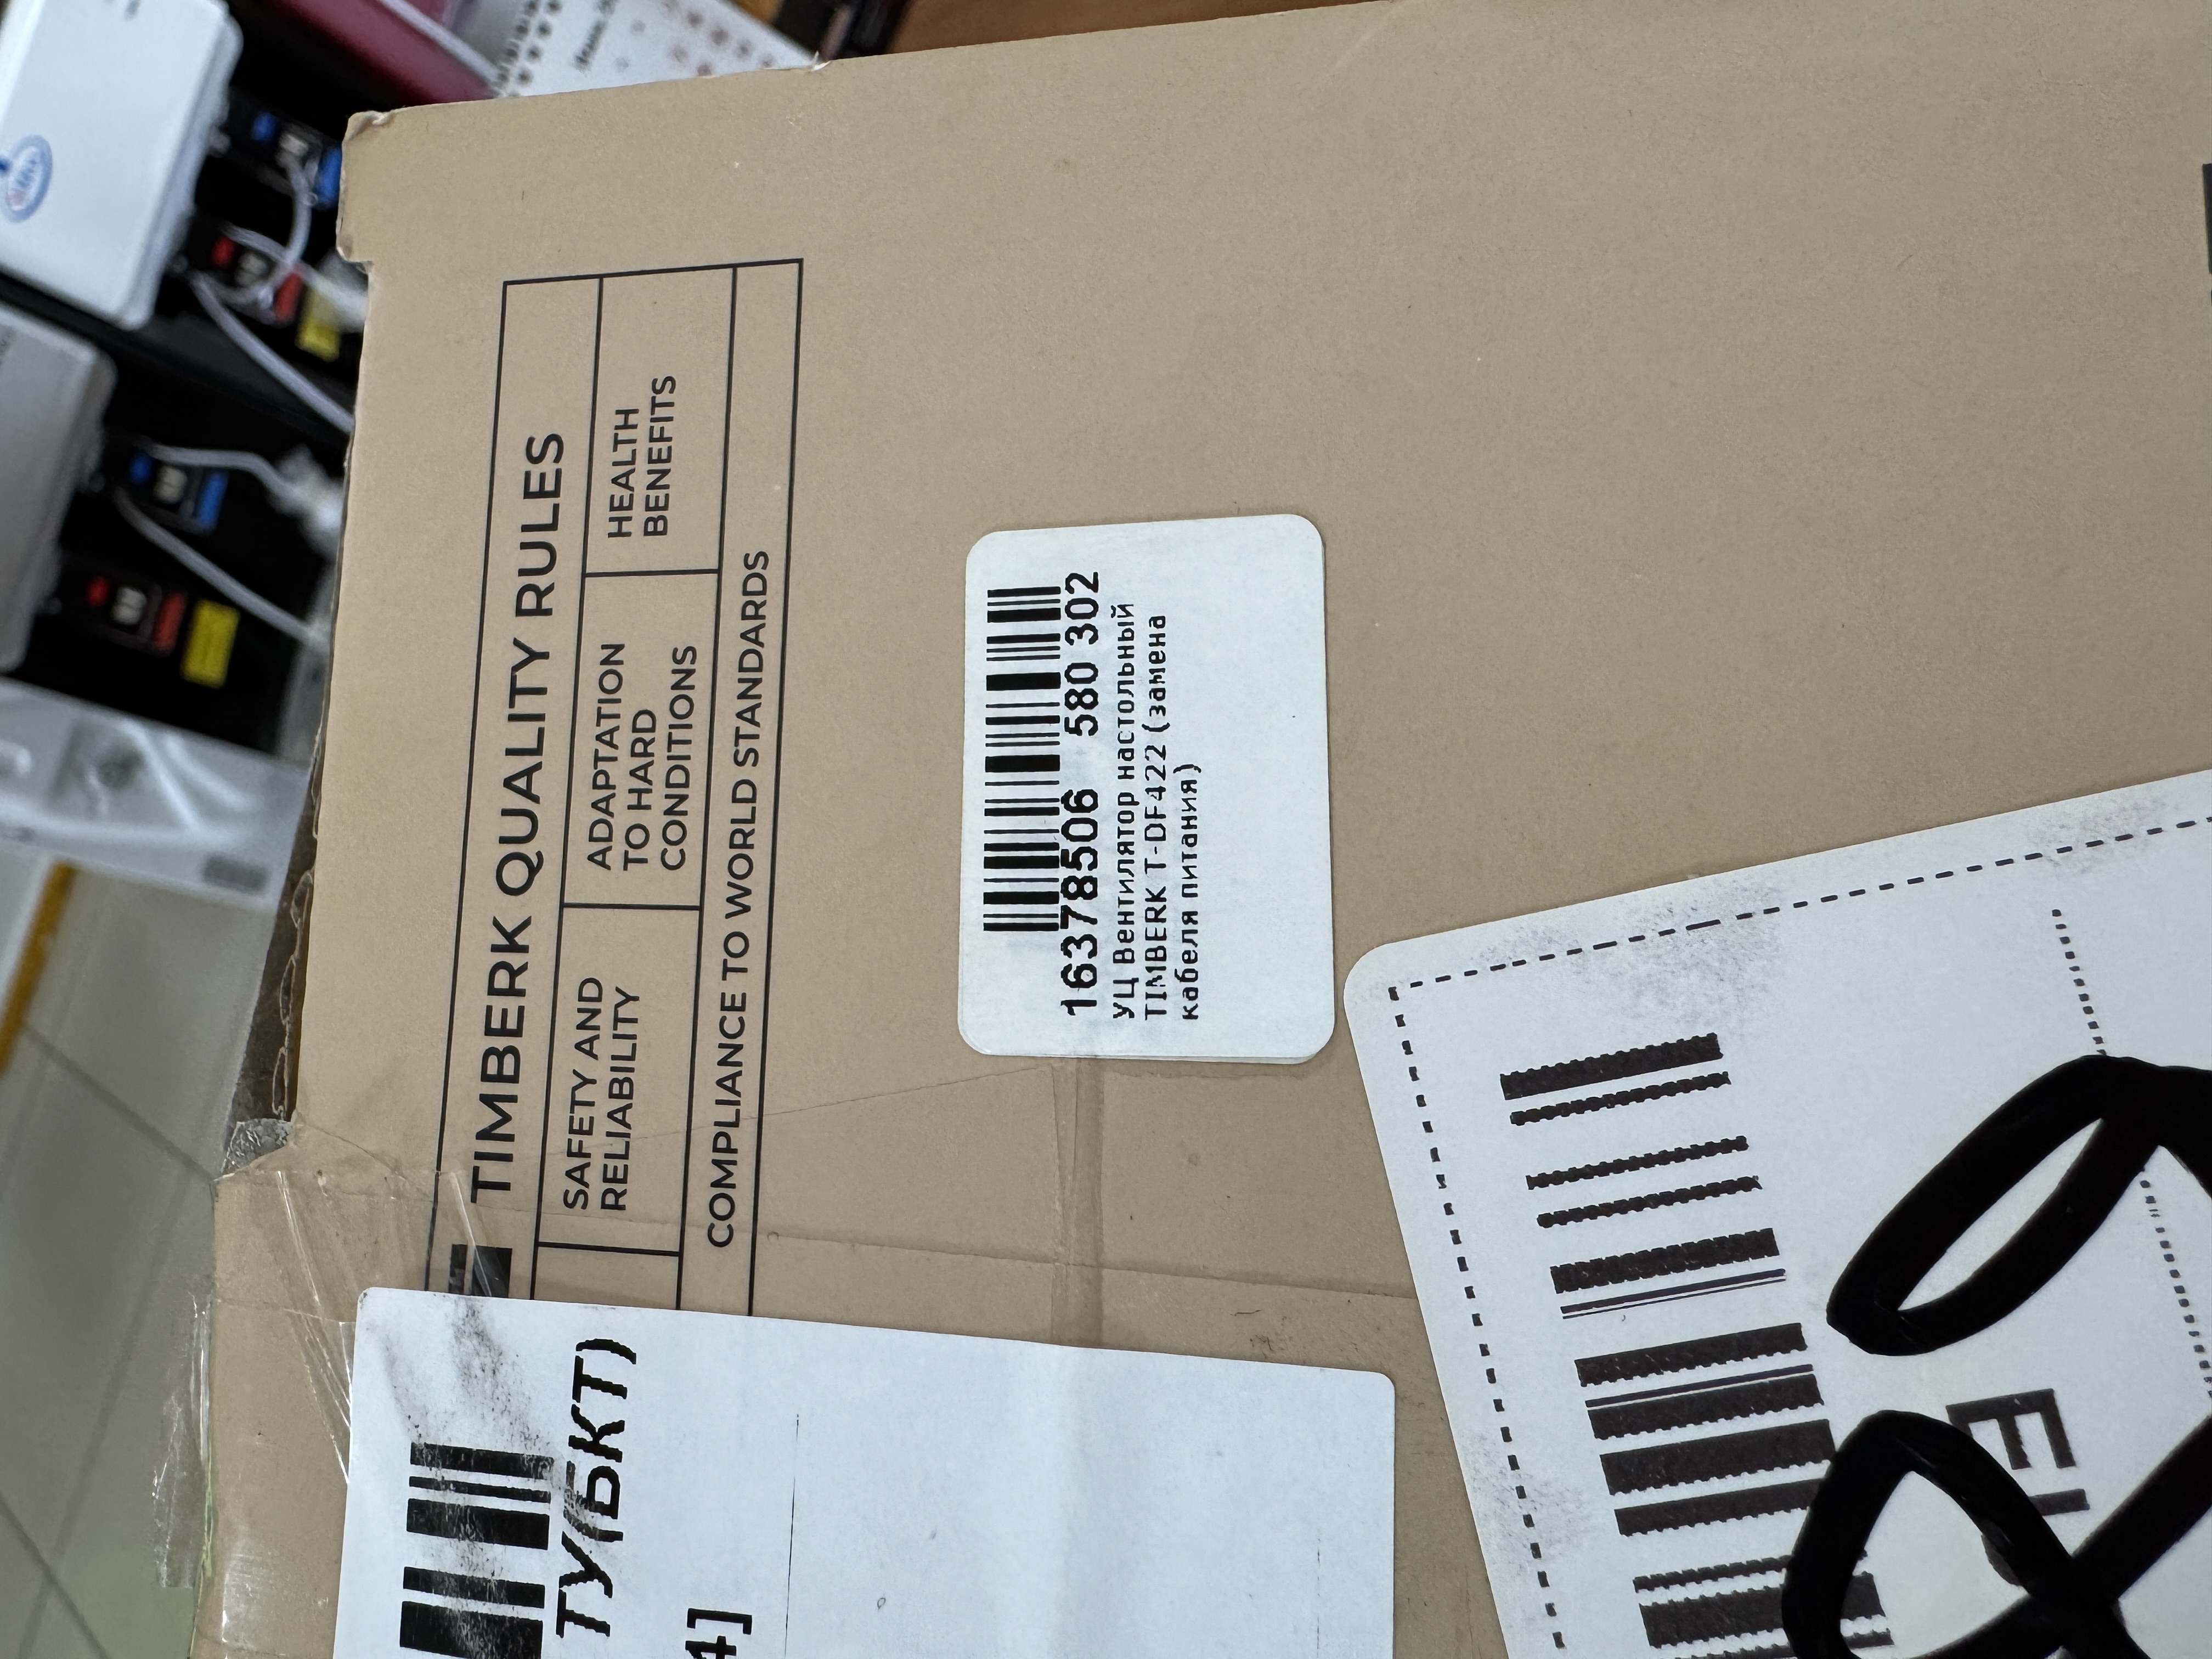 TIMBERK QUALITY RULES
SAFETY AND
RELIABILITY
ADAPTATION
TO HARD
CONDITIONS
HEALTH
BENEFITS
COMPLIANCE TO WORLD STANDARDS
16378506 580 302
УЦ Вентилятор настольный
TIMBERK T-DF422 (замена
кабеля питания)
ТУ(БКТ)
4]